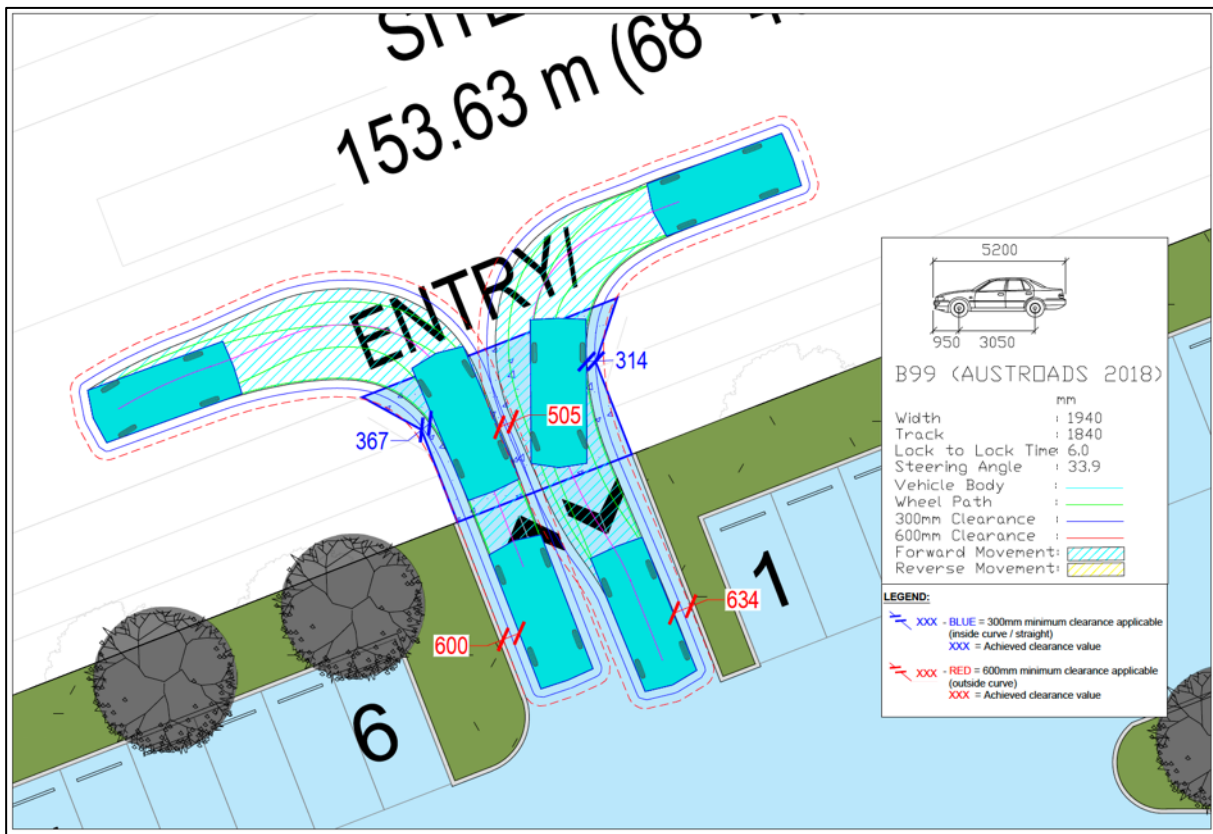 SITE
153.63 m (68° 4
ENTRY/
314
505
367
634
600
1
6
5200
950 3050
B99 (AUSTROADS 2018)
mm
Width : 1940
Track : 1840
Lock to Lock Time: 6.0
Steering Angle : 33.9
Vehicle Body :
Wheel Path :
300mm Clearance :
600mm Clearance :
Forward Movement:
Reverse Movement:
LEGEND:
XXX - BLUE = 300mm minimum clearance applicable
(inside curve / straight)
XXX = Achieved clearance value
XXX - RED = 600mm minimum clearance applicable
(outside curve)
XXX = Achieved clearance value